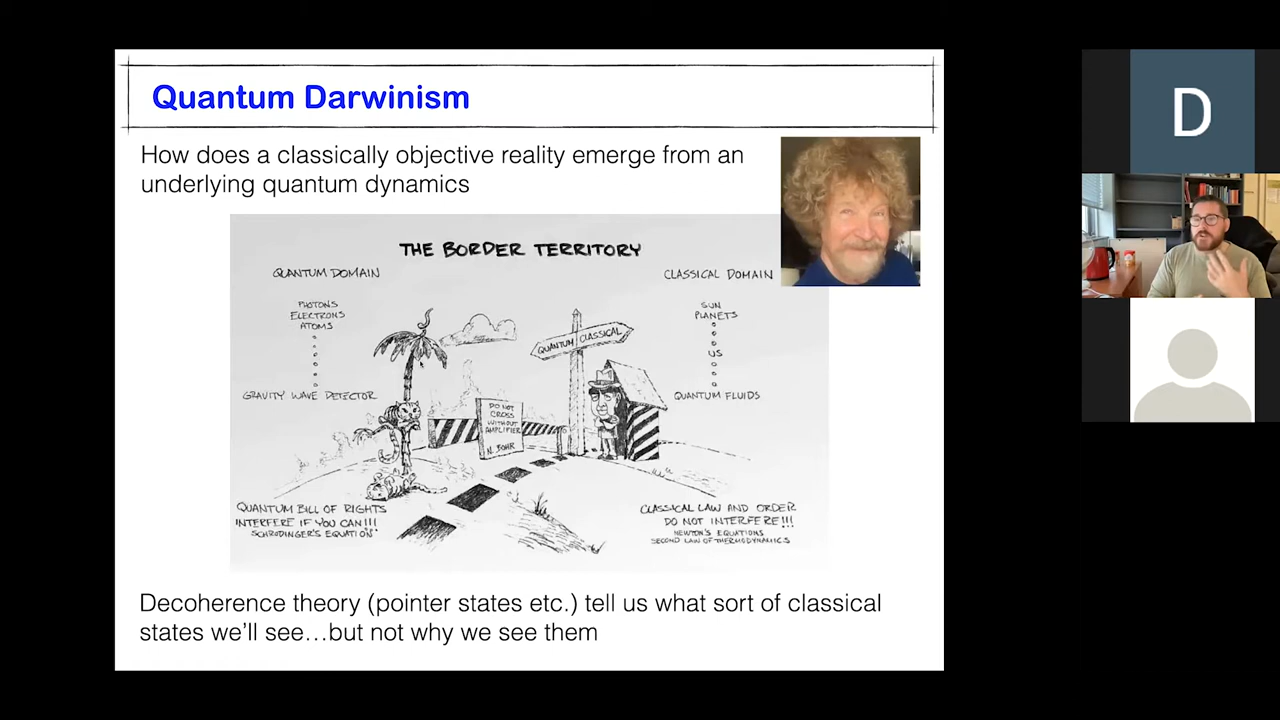 Quantum Darwinism
How does a classically objective reality emerge from an
underlying quantum dynamics
THE BORDER TERRITORY
QUANTUM DOMAIN
CLASSICAL DOMAIN
PHOTONS
ELECTRONS
ATOMS
GRAVITY WAVE DETECTOR
SUN
PLANETS
US
QUANTUM FLUIDS
QUANTUM CLASSICAL
DO NOT
CROSS
WITHOUT
AMPLIFIER
N. BOHR
QUANTUM BILL OF RIGHTS
INTERFERE IF YOU CAN!!!
SCHRODINGER'S EQUATION
CLASSICAL LAW AND ORDER
DO NOT INTERFERE!!!
NEWTON'S EQUATIONS
SECOND LAW OF THERMODYNAMICS
Decoherence theory (pointer states etc.) tell us what sort of classical
states we'll see...but not why we see them
D